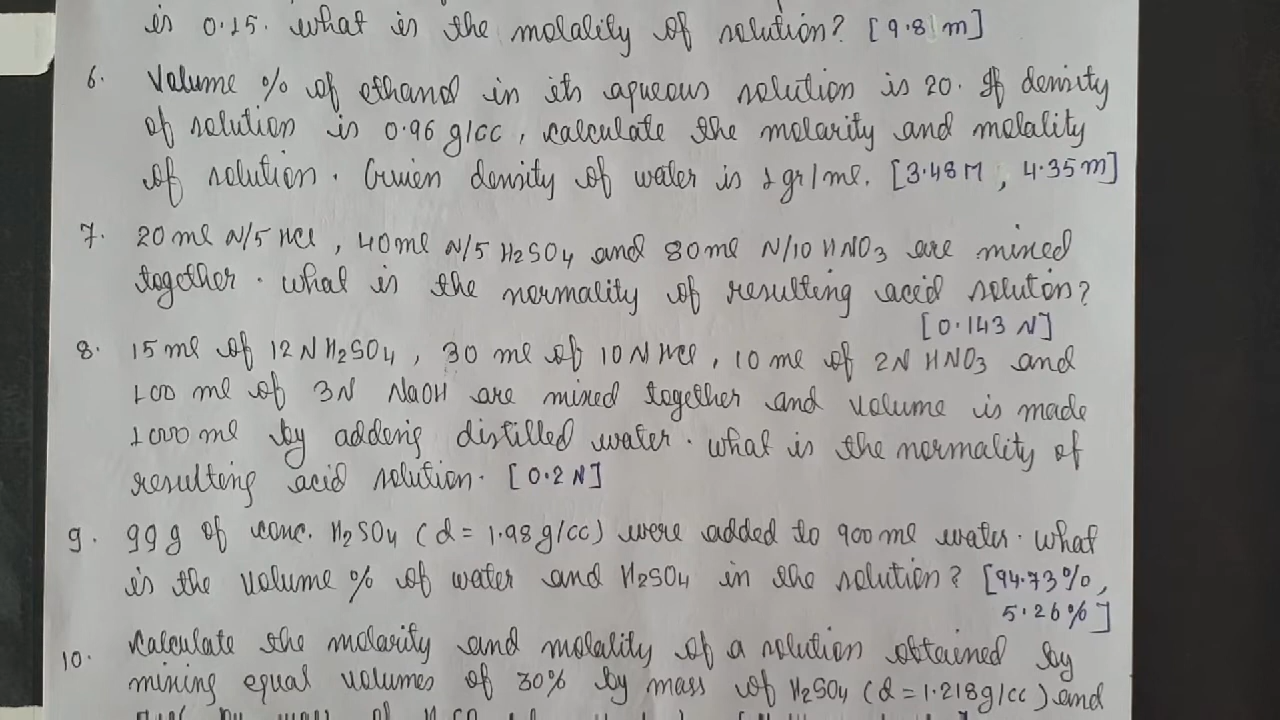 is 0.15. what is the molality of solution? [9.8 m]
6. Volume % of ethanol in its aqueous solution is 20. If density
of solution is 0.96 g/cc, calculate the molarity and molality
of solution. Given density of water is 1 gr/ml. [3.48 M, 4.35 m]
7. 20 ml N/5 HCl, 40 ml N/5 H2SO4 and 80 ml N/10 HNO3 are mixed
together. what is the normality of resulting acid soluton?
[0.143 N]
8. 15 ml of 12 N H2SO4, 30 ml of 10 N HCl, 10 ml of 2N HNO3 and
100 ml of 3N NaOH are mixed together and volume is made
1000 ml by addeng distilled water. what is the normality of
resulting acid solution. [0.2 N]
9. 99 g of conc. H2SO4 (d = 1.98 g/cc) were added to 900 ml water. what
is the volume % of water and H2SO4 in the solution? [94.73%,
5.26%]
10. Calculate the molarity and molality of a solution obtained by
mixing equal volumes of 30% by mass of H2SO4 (d = 1.218 g/cc) and